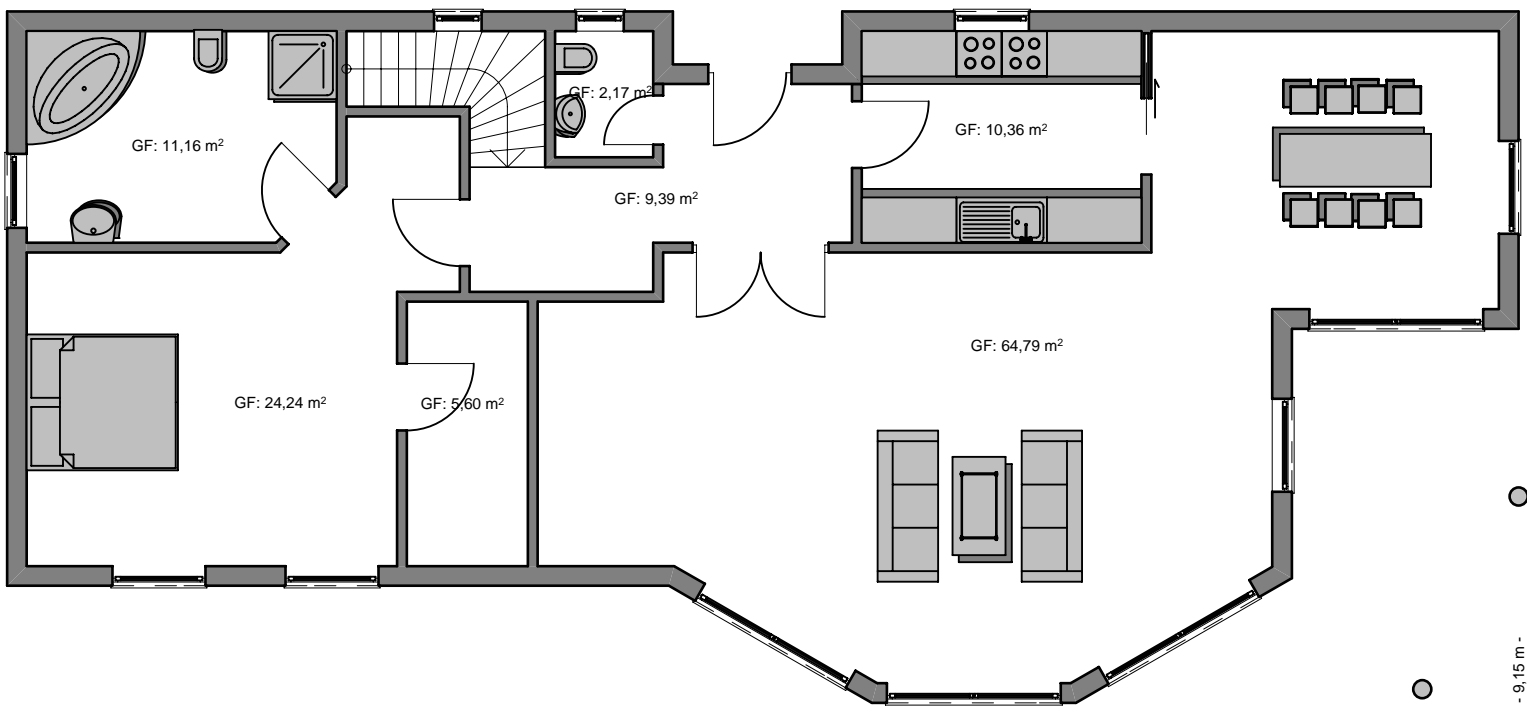 GF: 2,17 m²
GF: 10,36 m²
GF: 11,16 m²
GF: 9,39 m²
GF: 64,79 m²
GF: 24,24 m²
GF: 5,60 m²
- 9,15 m -